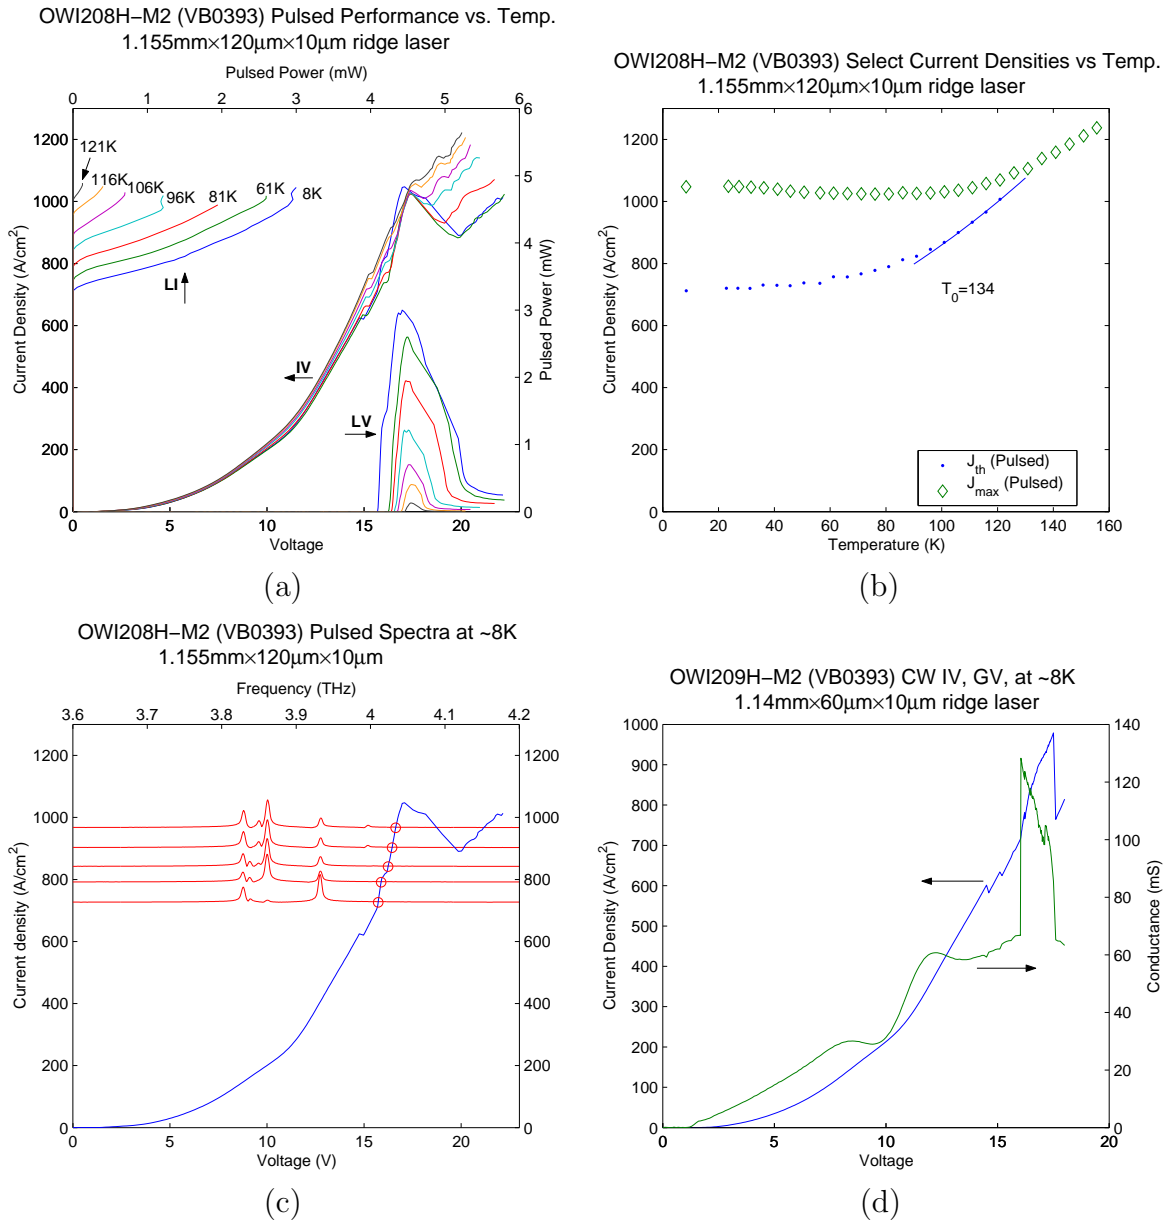 OWI208H−M2 (VB0393) Pulsed Performance vs. Temp.
1.155mm×120μm×10μm ridge laser
Pulsed Power (mW)
0 1 2 3 4 5 6
1200
1000
800
600
400
200
0
Current Density (A/cm²)
6
5
4
3
2
1
0
Pulsed Power (mW)
121K
116K
106K
96K
81K
61K
8K
LI
IV
LV
0 5 10 15 20
Voltage
(a)
OWI208H−M2 (VB0393) Select Current Densities vs Temp.
1.155mm×120μm×10μm ridge laser
1200
1000
800
600
400
200
0
Current Density (A/cm²)
T₀=134
J_th (Pulsed)
J_max (Pulsed)
0 20 40 60 80 100 120 140 160
Temperature (K)
(b)
OWI208H−M2 (VB0393) Pulsed Spectra at ~8K
1.155mm×120μm×10μm
Frequency (THz)
3.6 3.7 3.8 3.9 4 4.1 4.2
1200
1000
800
600
400
200
0
Current density (A/cm²)
1200
1000
800
600
400
200
0
0 5 10 15 20
Voltage (V)
(c)
OWI209H−M2 (VB0393) CW IV, GV, at ~8K
1.14mm×60μm×10μm ridge laser
1000
900
800
700
600
500
400
300
200
100
0
Current Density (A/cm²)
140
120
100
80
60
40
20
0
Conductance (mS)
0 5 10 15 20
Voltage
(d)